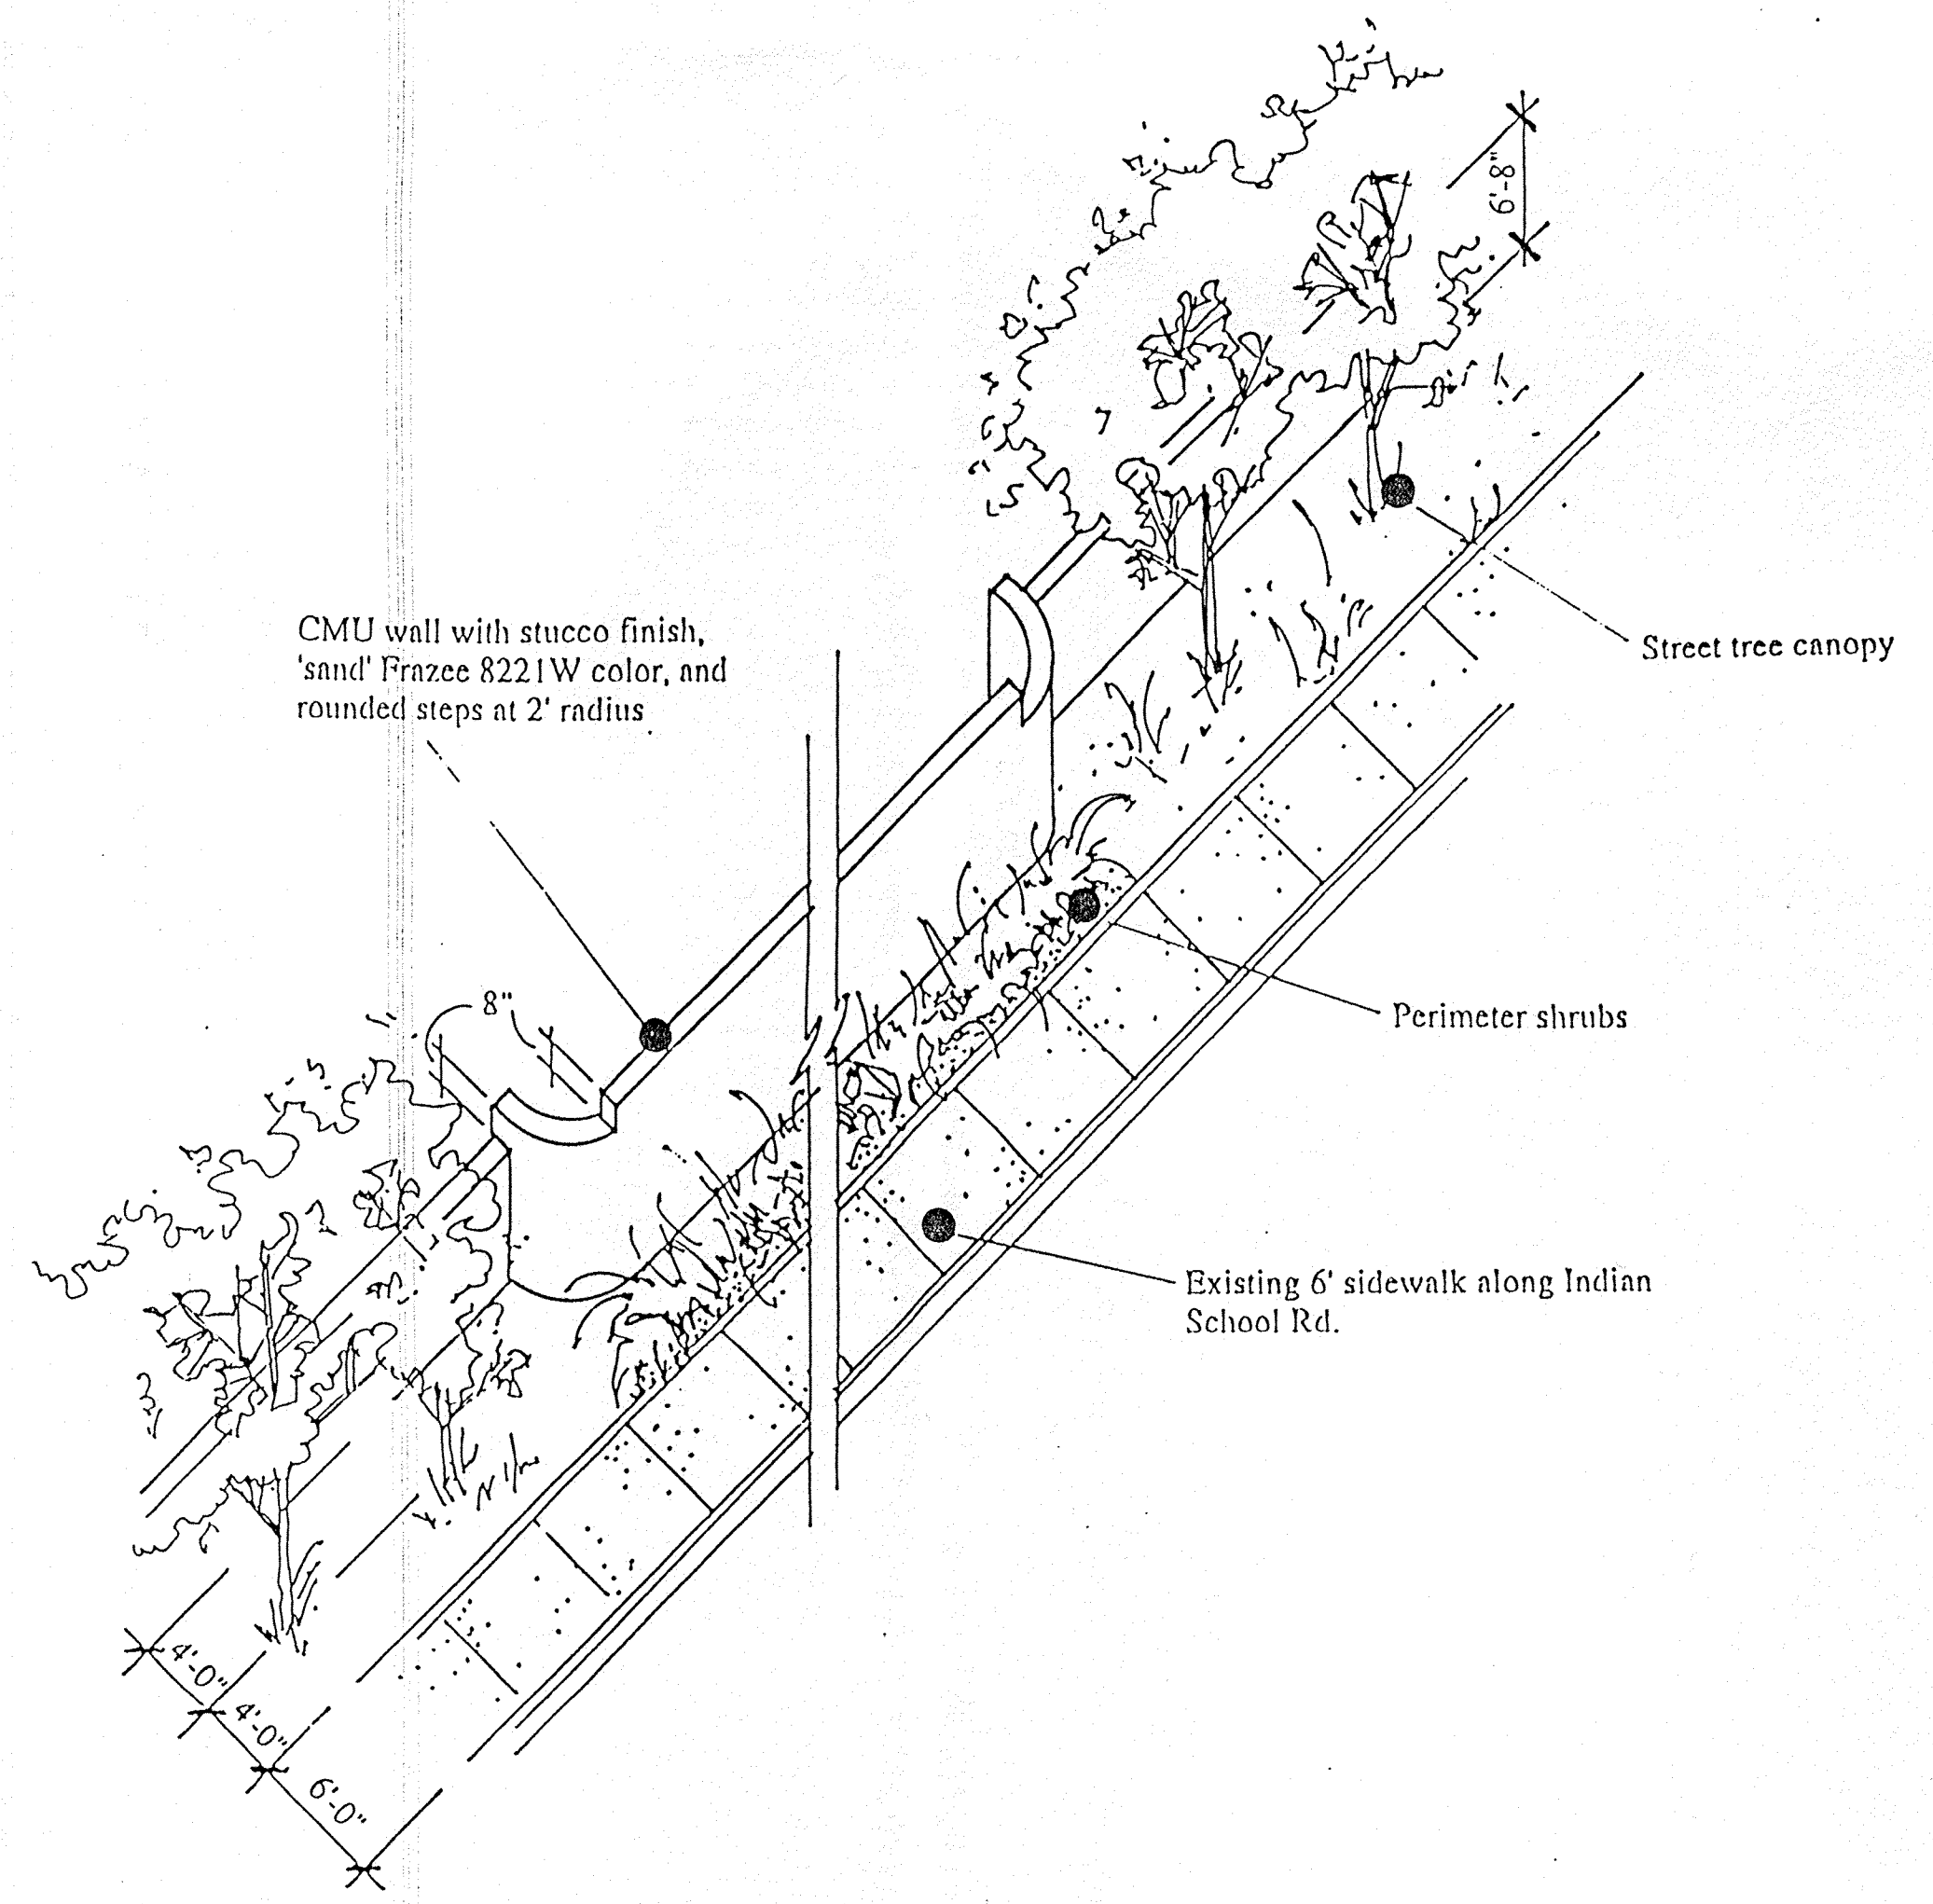 6'-8"
CMU wall with stucco finish,
'sand' Frazee 8221W color, and
rounded steps at 2' radius
Street tree canopy
8"
Perimeter shrubs
Existing 6' sidewalk along Indian
School Rd.
4'-0"
4'-0"
6'-0"